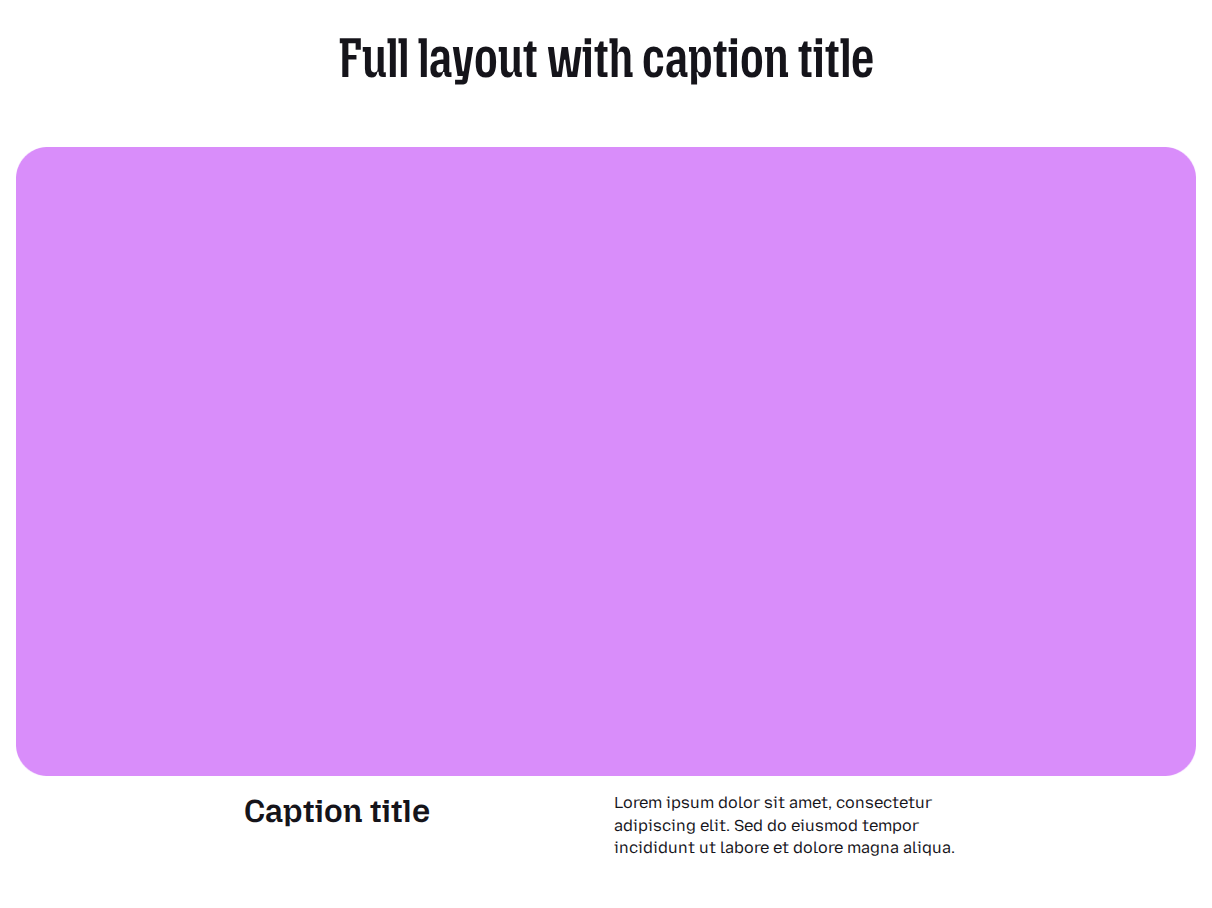 Full layout with caption title
Caption title
Lorem ipsum dolor sit amet, consectetur
adipiscing elit. Sed do eiusmod tempor
incididunt ut labore et dolore magna aliqua.